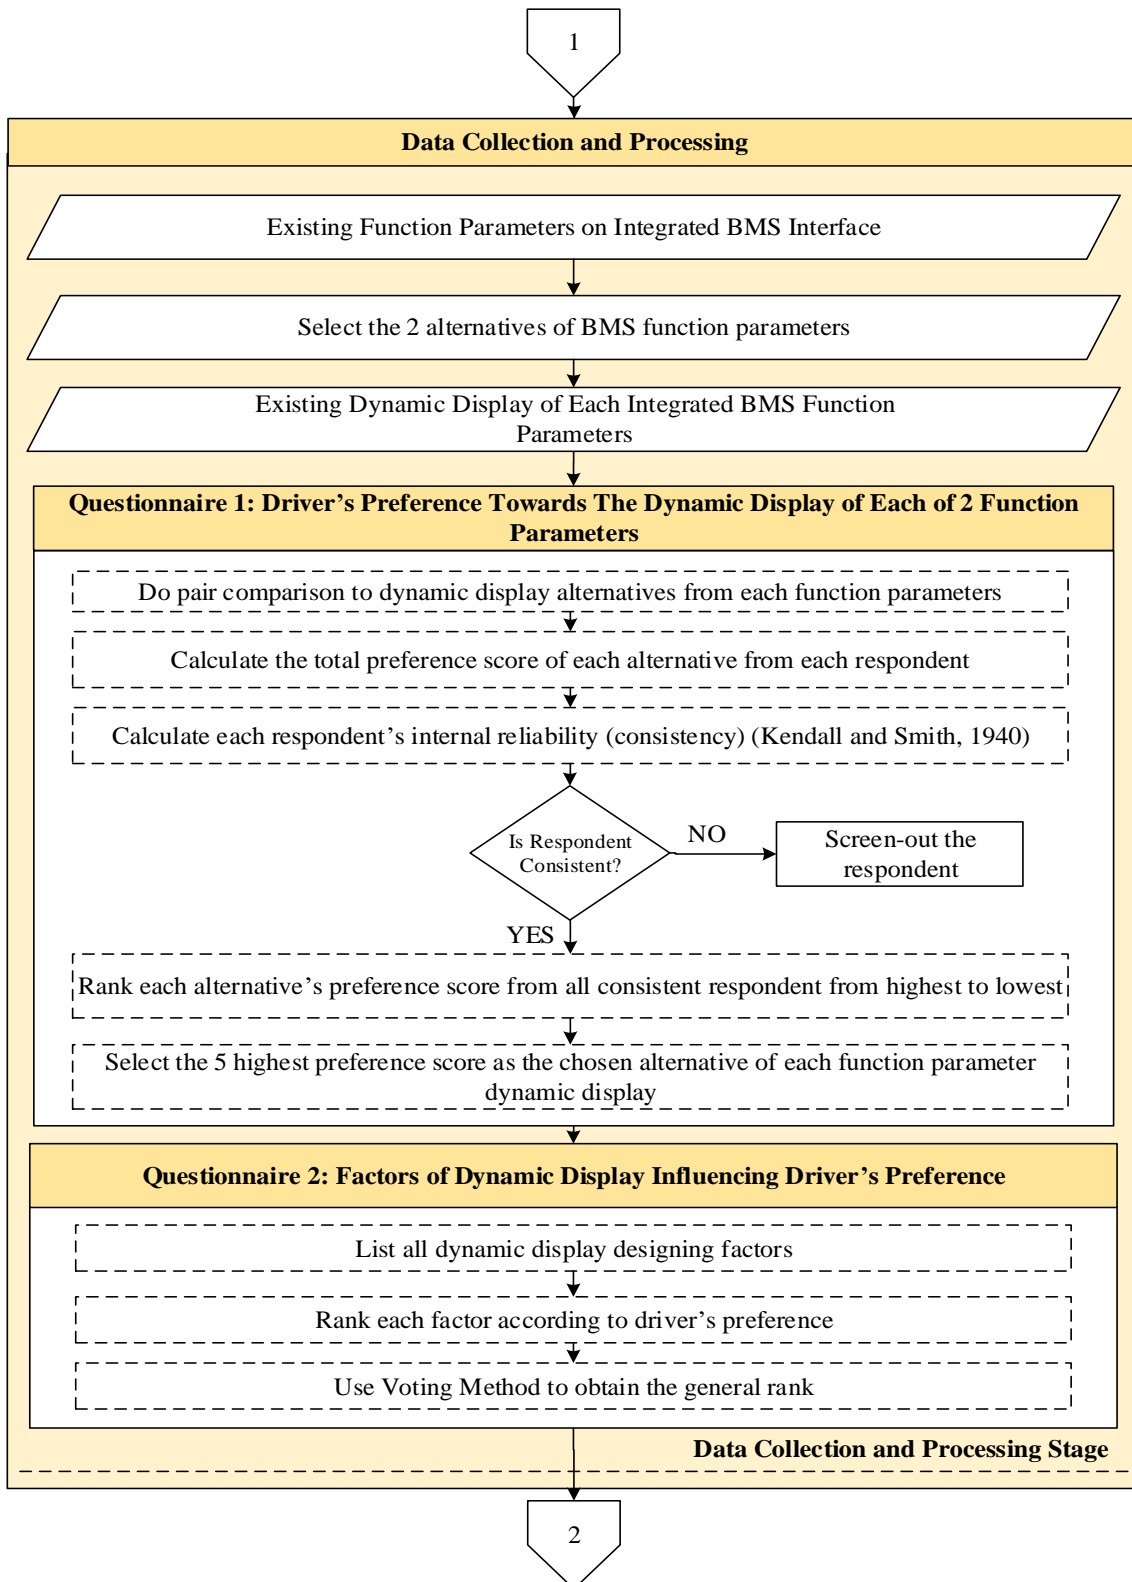 1
Data Collection and Processing
Existing Function Parameters on Integrated BMS Interface
Select the 2 alternatives of BMS function parameters
Existing Dynamic Display of Each Integrated BMS Function
Parameters
Questionnaire 1: Driver's Preference Towards The Dynamic Display of Each of 2 Function
Parameters
Do pair comparison to dynamic display alternatives from each function parameters
Calculate the total preference score of each alternative from each respondent
Calculate each respondent's internal reliability (consistency) (Kendall and Smith, 1940)
Is Respondent
Consistent?
NO
Screen-out the
respondent
YES
Rank each alternative's preference score from all consistent respondent from highest to lowest
Select the 5 highest preference score as the chosen alternative of each function parameter
dynamic display
Questionnaire 2: Factors of Dynamic Display Influencing Driver's Preference
List all dynamic display designing factors
Rank each factor according to driver's preference
Use Voting Method to obtain the general rank
Data Collection and Processing Stage
2